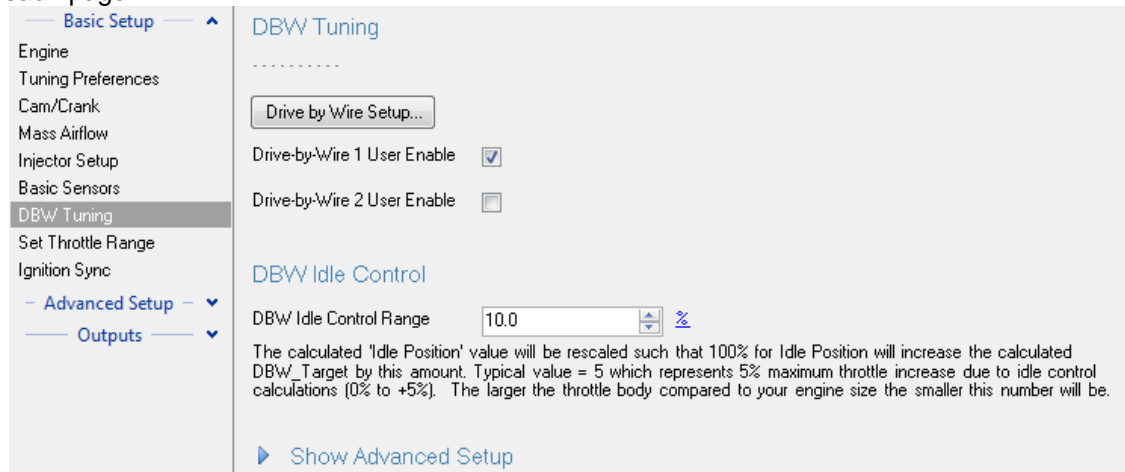 Basic Setup
Engine
Tuning Preferences
Cam/Crank
Mass Airflow
Injector Setup
Basic Sensors
DBW Tuning
Set Throttle Range
Ignition Sync
Advanced Setup
Outputs
DBW Tuning
- - - - - - - - - -
Drive by Wire Setup...
Drive-by-Wire 1 User Enable
Drive-by-Wire 2 User Enable
DBW Idle Control
DBW Idle Control Range 10.0 %
The calculated 'Idle Position' value will be rescaled such that 100% for Idle Position will increase the calculated
DBW_Target by this amount. Typical value = 5 which represents 5% maximum throttle increase due to idle control
calculations (0% to +5%). The larger the throttle body compared to your engine size the smaller this number will be.
Show Advanced Setup